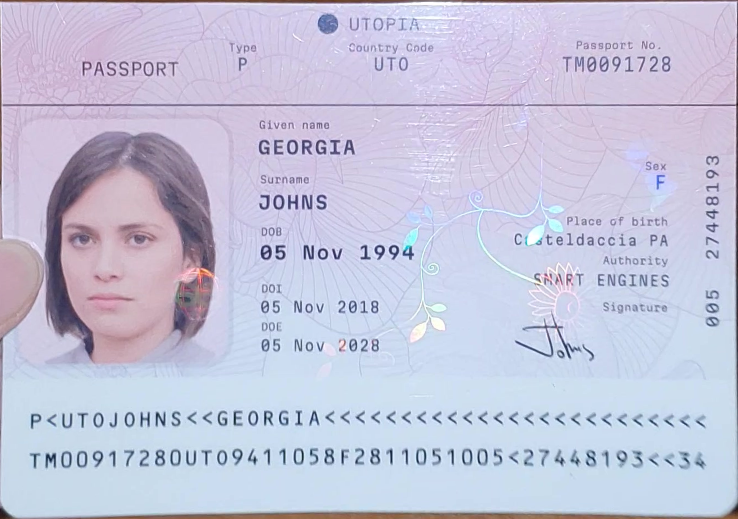 UTOPIA
PASSPORT
Type
P
Country Code
UTO
Passport No.
TM0091728
Given name
GEORGIA
Surname
JOHNS
DOB
05 Nov 1994
DOI
05 Nov 2018
DOE
05 Nov 2028
Sex
F
Place of birth
Casteldaccia PA
Authority
SMART ENGINES
Signature
Johns
005 27448193
P<UTOJOHNS<<GEORGIA<<<<<<<<<<<<<<<<<<<<<<<<<
TM00917280UTO9411058F2811051005<27448193<<34